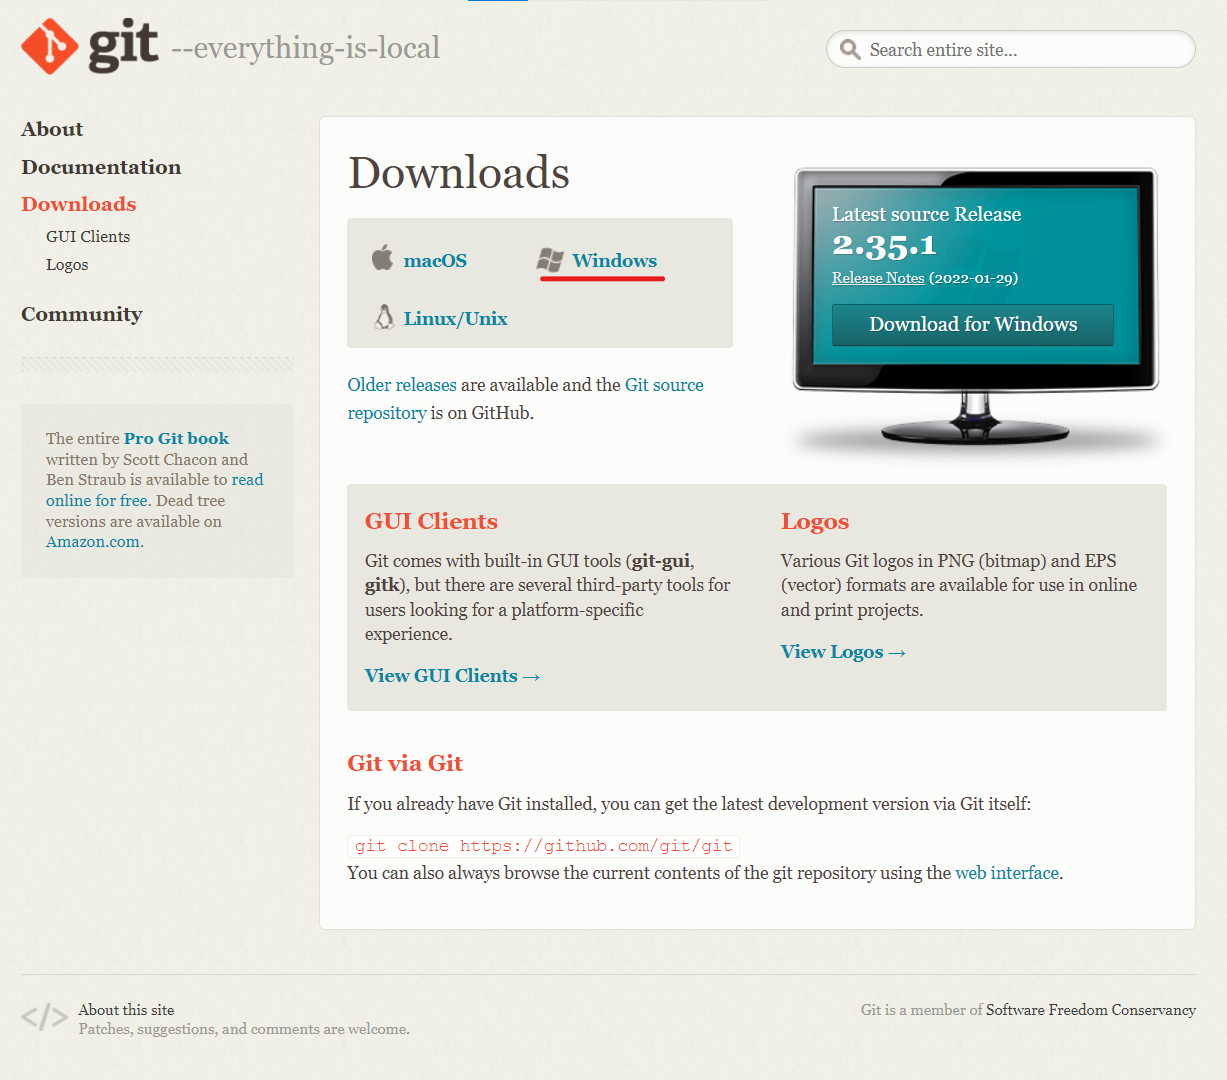 git --everything-is-local
Search entire site...
About
Documentation
Downloads
GUI Clients
Logos
Community
The entire Pro Git book
written by Scott Chacon and
Ben Straub is available to read
online for free. Dead tree
versions are available on
Amazon.com.
Downloads
macOS
Windows
Linux/Unix
Older releases are available and the Git source
repository is on GitHub.
Latest source Release
2.35.1
Release Notes (2022-01-29)
Download for Windows
GUI Clients
Git comes with built-in GUI tools (git-gui,
gitk), but there are several third-party tools for
users looking for a platform-specific
experience.
View GUI Clients →
Logos
Various Git logos in PNG (bitmap) and EPS
(vector) formats are available for use in online
and print projects.
View Logos →
Git via Git
If you already have Git installed, you can get the latest development version via Git itself:
git clone https://github.com/git/git
You can also always browse the current contents of the git repository using the web interface.
</> About this site
Patches, suggestions, and comments are welcome.
Git is a member of Software Freedom Conservancy